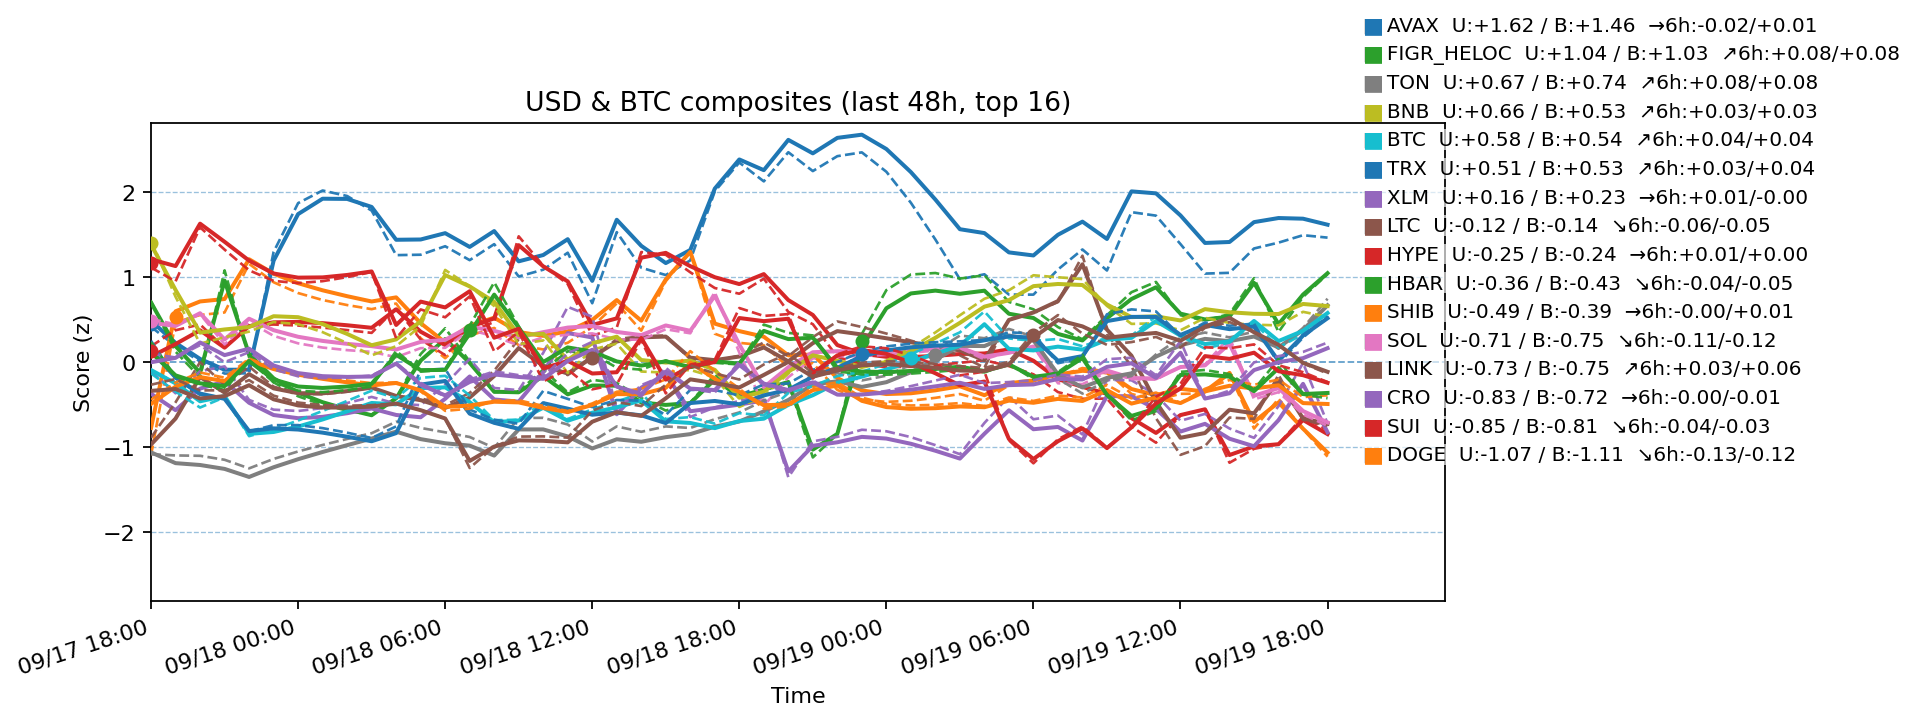 AVAX  U:+1.62 / B:+1.46  →6h:-0.02/+0.01
FIGR_HELOC  U:+1.04 / B:+1.03  ↗6h:+0.08/+0.08
TON  U:+0.67 / B:+0.74  ↗6h:+0.08/+0.08
USD & BTC composites (last 48h, top 16)
BNB  U:+0.66 / B:+0.53  ↗6h:+0.03/+0.03
BTC  U:+0.58 / B:+0.54  ↗6h:+0.04/+0.04
TRX  U:+0.51 / B:+0.53  ↗6h:+0.03/+0.04
XLM  U:+0.16 / B:+0.23  →6h:+0.01/-0.00
LTC  U:-0.12 / B:-0.14  ↘6h:-0.06/-0.05
HYPE  U:-0.25 / B:-0.24  →6h:+0.01/+0.00
HBAR  U:-0.36 / B:-0.43  ↘6h:-0.04/-0.05
SHIB  U:-0.49 / B:-0.39  →6h:-0.00/+0.01
SOL  U:-0.71 / B:-0.75  ↘6h:-0.11/-0.12
LINK  U:-0.73 / B:-0.75  ↗6h:+0.03/+0.06
CRO  U:-0.83 / B:-0.72  →6h:-0.00/-0.01
SUI  U:-0.85 / B:-0.81  ↘6h:-0.04/-0.03
DOGE  U:-1.07 / B:-1.11  ↘6h:-0.13/-0.12
Score (z)
2
1
0
−1
−2
09/17 18:00
09/18 00:00
09/18 06:00
09/18 12:00
09/18 18:00
09/19 00:00
09/19 06:00
09/19 12:00
09/19 18:00
Time